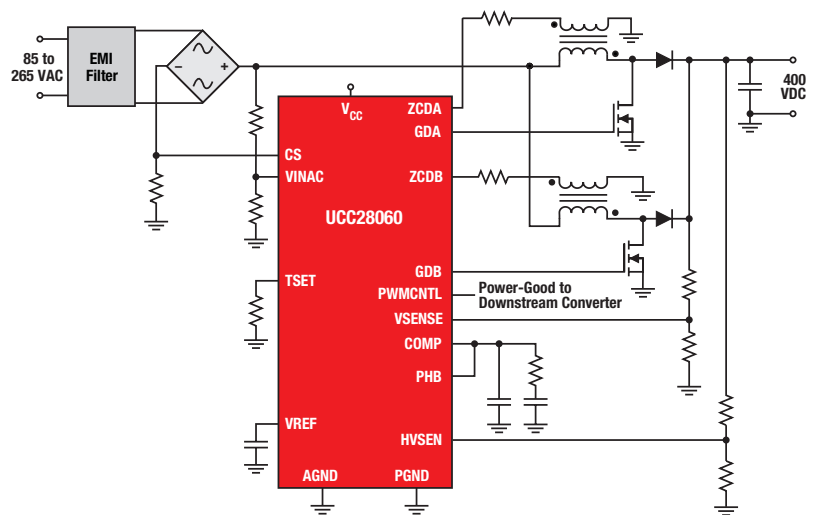 85 to
265 VAC
EMI
Filter
–
+
VCC
ZCDA
GDA
400
VDC
CS
VINAC
ZCDB
UCC28060
TSET
GDB
PWMCNTL
Power-Good to
Downstream Converter
VSENSE
COMP
PHB
VREF
HVSEN
AGND
PGND